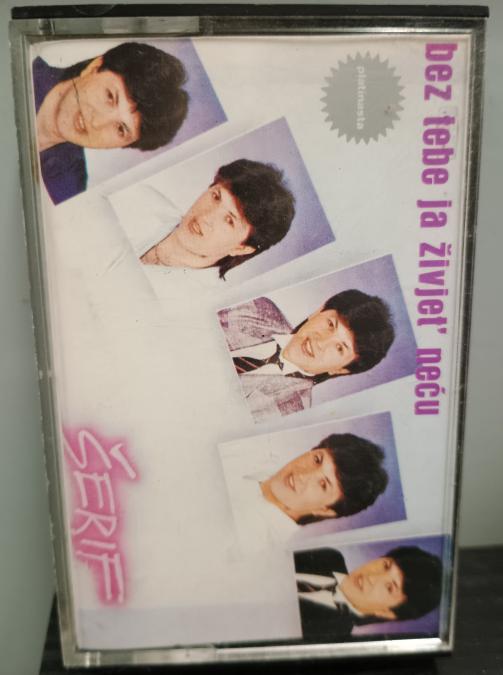 platinasta
bez tebe ja živjet' neću
ŠERIF